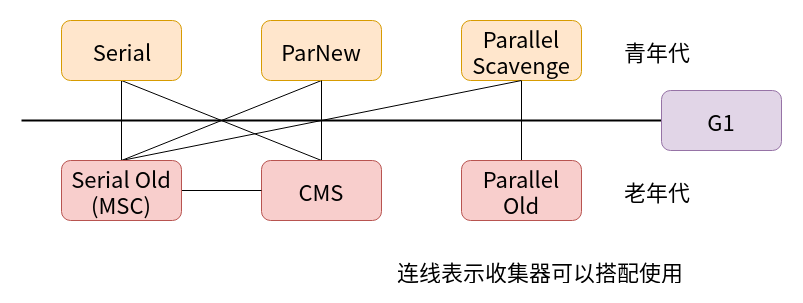 Serial
ParNew
Parallel
Scavenge
青年代
G1
Serial Old
(MSC)
CMS
Parallel
Old
老年代
连线表示收集器可以搭配使用